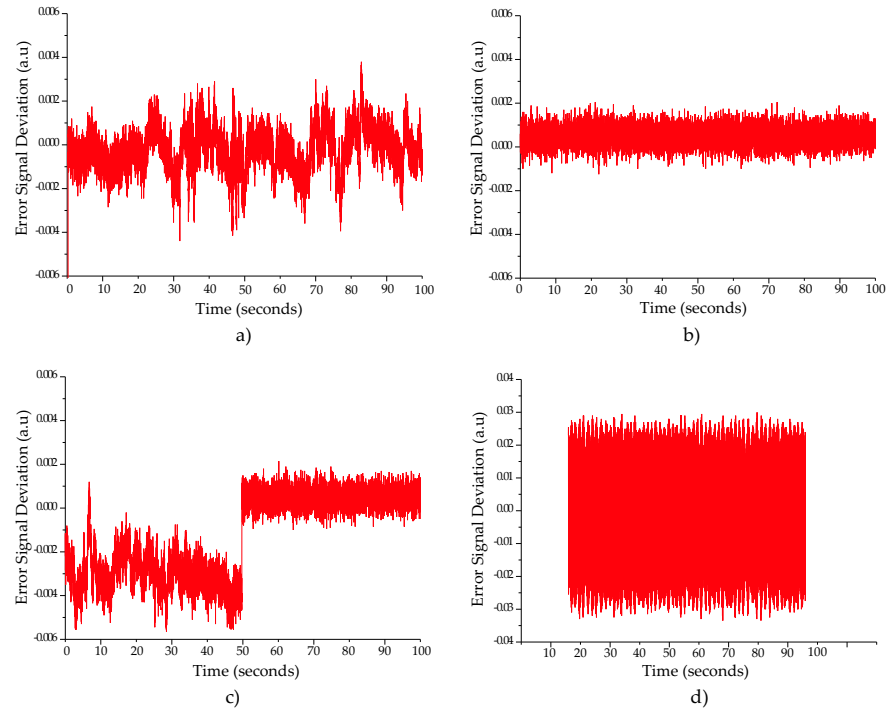 Error Signal Deviation (a.u)
0.006
0.004
0.002
0.000
-0.002
-0.004
-0.006
0 10 20 30 40 50 60 70 80 90 100
Time (seconds)
a)
Error Signal Deviation (a.u)
0.006
0.004
0.002
0.000
-0.002
-0.004
-0.006
0 10 20 30 40 50 60 70 80 90 100
Time (seconds)
b)
Error Signal Deviation (a.u)
0.006
0.004
0.002
0.000
-0.002
-0.004
-0.006
0 10 20 30 40 50 60 70 80 90 100
Time (seconds)
c)
Error Signal Deviation (a.u)
0.04
0.03
0.02
0.01
0.00
-0.01
-0.02
-0.03
-0.04
10 20 30 40 50 60 70 80 90 100
Time (seconds)
d)